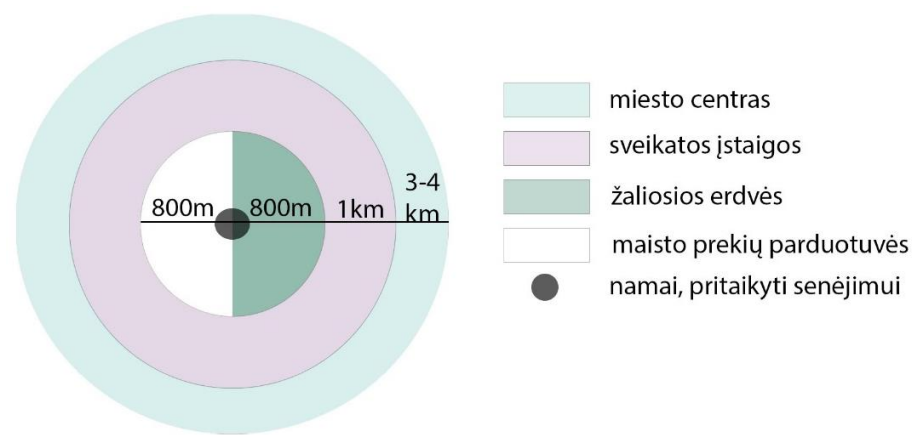 800m
800m
1km
3-4
km
miesto centras
sveikatos įstaigos
žaliosios erdvės
maisto prekių parduotuvės
namai, pritaikyti senėjimui